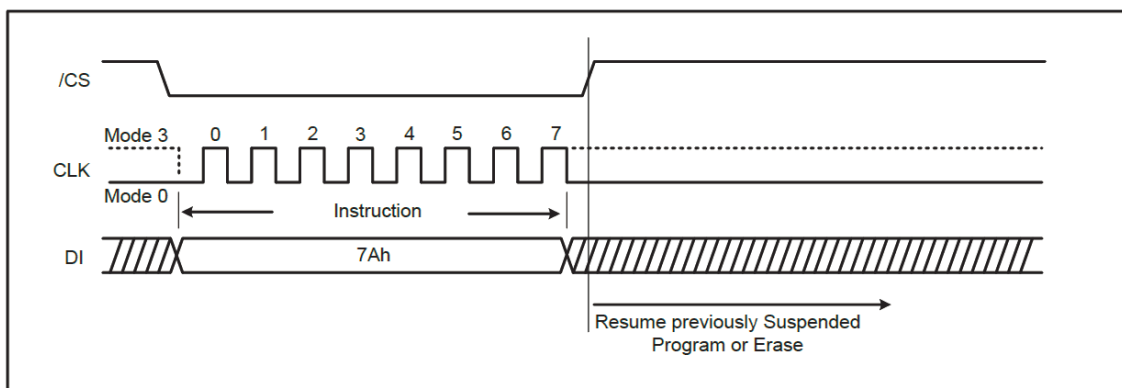 /CS
Mode 3 0 1 2 3 4 5 6 7
CLK
Mode 0
Instruction
DI 7Ah
Resume previously Suspended
Program or Erase